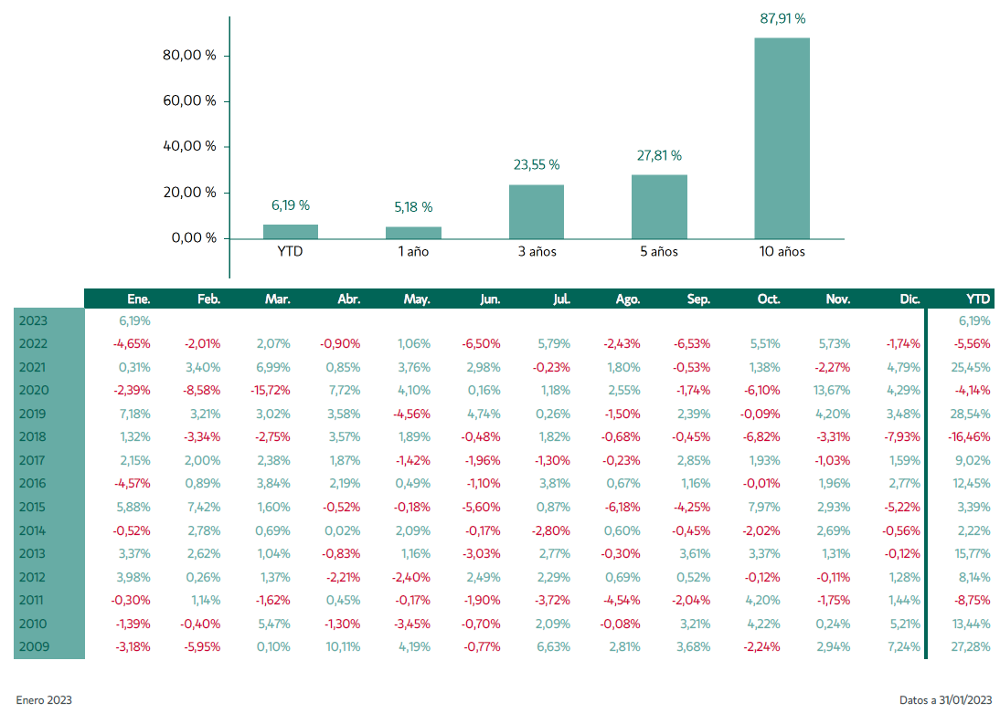 87,91 %
80,00 %
60,00 %
40,00 %
27,81 %
23,55 %
20,00 %
6,19 %
5,18 %
0,00 %
YTD 1 año 3 años 5 años 10 años
Ene. Feb. Mar. Abr. May. Jun. Jul. Ago. Sep. Oct. Nov. Dic. YTD
2023 6,19% 6,19%
2022 -4,65% -2,01% 2,07% -0,90% 1,06% -6,50% 5,79% -2,43% -6,53% 5,51% 5,73% -1,74% -5,56%
2021 0,31% 3,40% 6,99% 0,85% 3,76% 2,98% -0,23% 1,80% -0,53% 1,38% -2,27% 4,79% 25,45%
2020 -2,39% -8,58% -15,72% 7,72% 4,10% 0,16% 1,18% 2,55% -1,74% -6,10% 13,67% 4,29% -4,14%
2019 7,18% 3,21% 3,02% 3,58% -4,56% 4,74% 0,26% -1,50% 2,39% -0,09% 4,20% 3,48% 28,54%
2018 1,32% -3,34% -2,75% 3,57% 1,89% -0,48% 1,82% -0,68% -0,45% -6,82% -3,31% -7,93% -16,46%
2017 2,15% 2,00% 2,38% 1,87% -1,42% -1,96% -1,30% -0,23% 2,85% 1,93% -1,03% 1,59% 9,02%
2016 -4,57% 0,89% 3,84% 2,19% 0,49% -1,10% 3,81% 0,67% 1,16% -0,01% 1,96% 2,77% 12,45%
2015 5,88% 7,42% 1,60% -0,52% -0,18% -5,60% 0,87% -6,18% -4,25% 7,97% 2,93% -5,22% 3,39%
2014 -0,52% 2,78% 0,69% 0,02% 2,09% -0,17% -2,80% 0,60% -0,45% -2,02% 2,69% -0,56% 2,22%
2013 3,37% 2,62% 1,04% -0,83% 1,16% -3,03% 2,77% -0,30% 3,61% 3,37% 1,31% -0,12% 15,77%
2012 3,98% 0,26% 1,37% -2,21% -2,40% 2,49% 2,29% 0,69% 0,52% -0,12% -0,11% 1,28% 8,14%
2011 -0,30% 1,14% -1,62% 0,45% -0,17% -1,90% -3,72% -4,54% -2,04% 4,20% -1,75% 1,44% -8,75%
2010 -1,39% -0,40% 5,47% -1,30% -3,45% -0,70% 2,09% -0,08% 3,21% 4,22% 0,24% 5,21% 13,44%
2009 -3,18% -5,95% 0,10% 10,11% 4,19% -0,77% 6,63% 2,81% 3,68% -2,24% 2,94% 7,24% 27,28%
Enero 2023 Datos a 31/01/2023